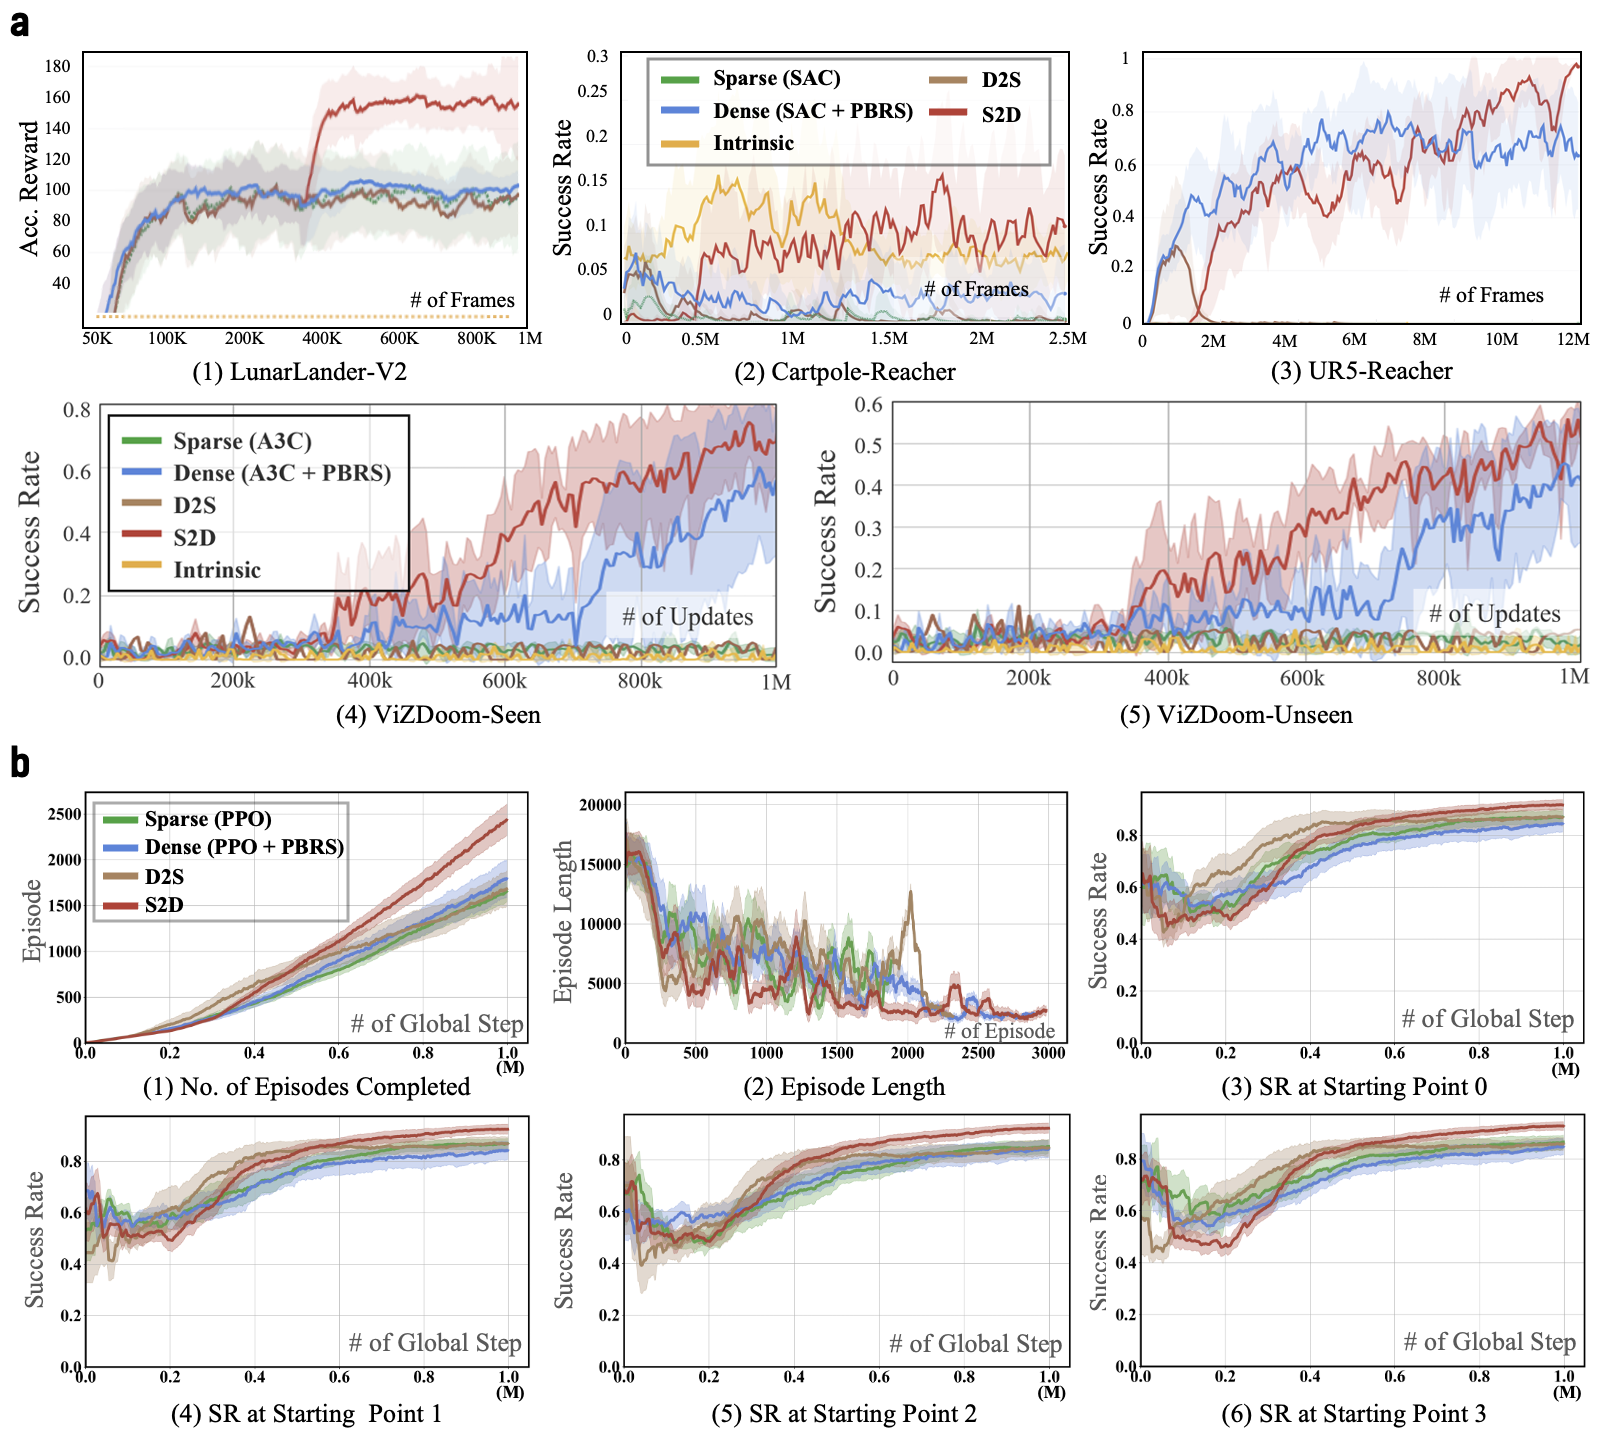 a
180
160
140
120
100
80
60
40
Acc. Reward
# of Frames
50K 100K 200K 400K 600K 800K 1M
(1) LunarLander-V2
0.3
0.25
0.2
0.15
0.1
0.05
0
Success Rate
Sparse (SAC)
Dense (SAC + PBRS)
Intrinsic
D2S
S2D
# of Frames
0 0.5M 1M 1.5M 2M 2.5M
(2) Cartpole-Reacher
1
0.8
0.6
0.4
0.2
0
Success Rate
# of Frames
0 2M 4M 6M 8M 10M 12M
(3) UR5-Reacher
0.8
0.6
0.4
0.2
0.0
Success Rate
Sparse (A3C)
Dense (A3C + PBRS)
D2S
S2D
Intrinsic
# of Updates
0 200k 400k 600k 800k 1M
(4) ViZDoom-Seen
0.6
0.5
0.4
0.3
0.2
0.1
0.0
Success Rate
# of Updates
0 200k 400k 600k 800k 1M
(5) ViZDoom-Unseen
b
2500
2000
1500
1000
500
0
Episode
Sparse (PPO)
Dense (PPO + PBRS)
D2S
S2D
# of Global Step
0.0 0.2 0.4 0.6 0.8 1.0
(M)
(1) No. of Episodes Completed
20000
15000
10000
5000
0
Episode Length
# of Episode
0 500 1000 1500 2000 2500 3000
(2) Episode Length
0.8
0.6
0.4
0.2
0.0
Success Rate
# of Global Step
0.0 0.2 0.4 0.6 0.8 1.0
(M)
(3) SR at Starting Point 0
0.8
0.6
0.4
0.2
0.0
Success Rate
# of Global Step
0.0 0.2 0.4 0.6 0.8 1.0
(M)
(4) SR at Starting Point 1
0.8
0.6
0.4
0.2
0.0
Success Rate
# of Global Step
0.0 0.2 0.4 0.6 0.8 1.0
(M)
(5) SR at Starting Point 2
0.8
0.6
0.4
0.2
0.0
Success Rate
# of Global Step
0.0 0.2 0.4 0.6 0.8 1.0
(M)
(6) SR at Starting Point 3